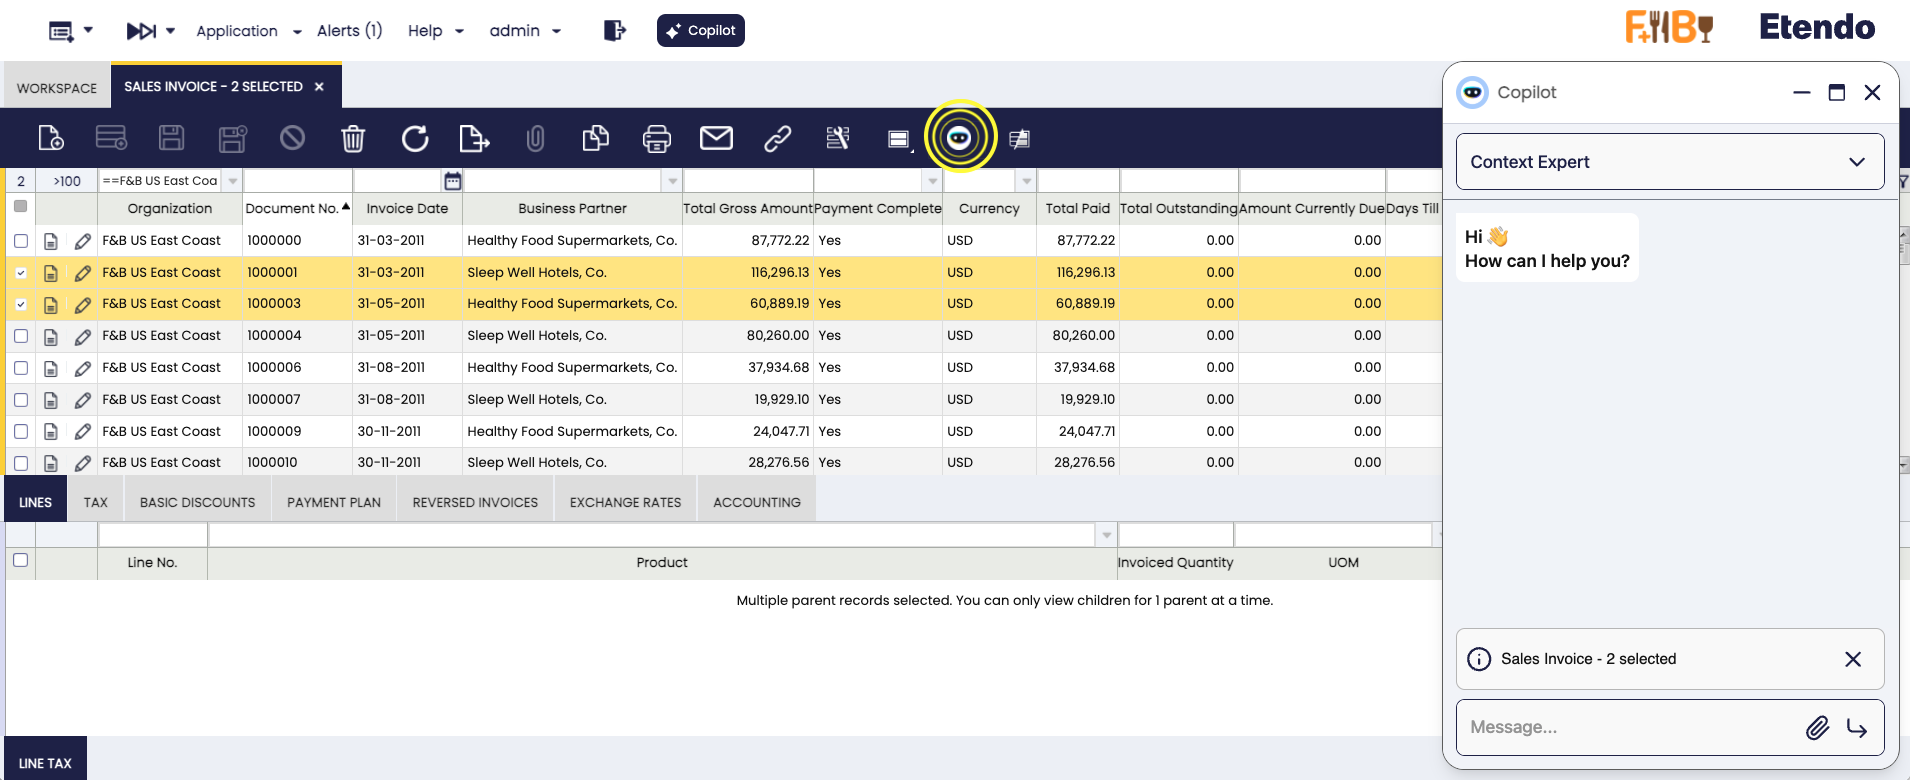 Application
Alerts (1)
Help
admin
Copilot
F+B
Etendo
WORKSPACE
SALES INVOICE - 2 SELECTED
2 >100 ==F&B US East Coa
Organization Document No. Invoice Date Business Partner Total Gross Amount Payment Complete Currency Total Paid Total Outstanding Amount Currently Due Days Till
F&B US East Coast 1000000 31-03-2011 Healthy Food Supermarkets, Co. 87,772.22 Yes USD 87,772.22 0.00 0.00
F&B US East Coast 1000001 31-03-2011 Sleep Well Hotels, Co. 116,296.13 Yes USD 116,296.13 0.00 0.00
F&B US East Coast 1000003 31-05-2011 Healthy Food Supermarkets, Co. 60,889.19 Yes USD 60,889.19 0.00 0.00
F&B US East Coast 1000004 31-05-2011 Sleep Well Hotels, Co. 80,260.00 Yes USD 80,260.00 0.00 0.00
F&B US East Coast 1000006 31-08-2011 Healthy Food Supermarkets, Co. 37,934.68 Yes USD 37,934.68 0.00 0.00
F&B US East Coast 1000007 31-08-2011 Sleep Well Hotels, Co. 19,929.10 Yes USD 19,929.10 0.00 0.00
F&B US East Coast 1000009 30-11-2011 Healthy Food Supermarkets, Co. 24,047.71 Yes USD 24,047.71 0.00 0.00
F&B US East Coast 1000010 30-11-2011 Sleep Well Hotels, Co. 28,276.56 Yes USD 28,276.56 0.00 0.00
LINES TAX BASIC DISCOUNTS PAYMENT PLAN REVERSED INVOICES EXCHANGE RATES ACCOUNTING
Line No. Product Invoiced Quantity UOM
Multiple parent records selected. You can only view children for 1 parent at a time.
LINE TAX
Copilot
Context Expert
Hi 👋
How can I help you?
Sales Invoice - 2 selected
Message...